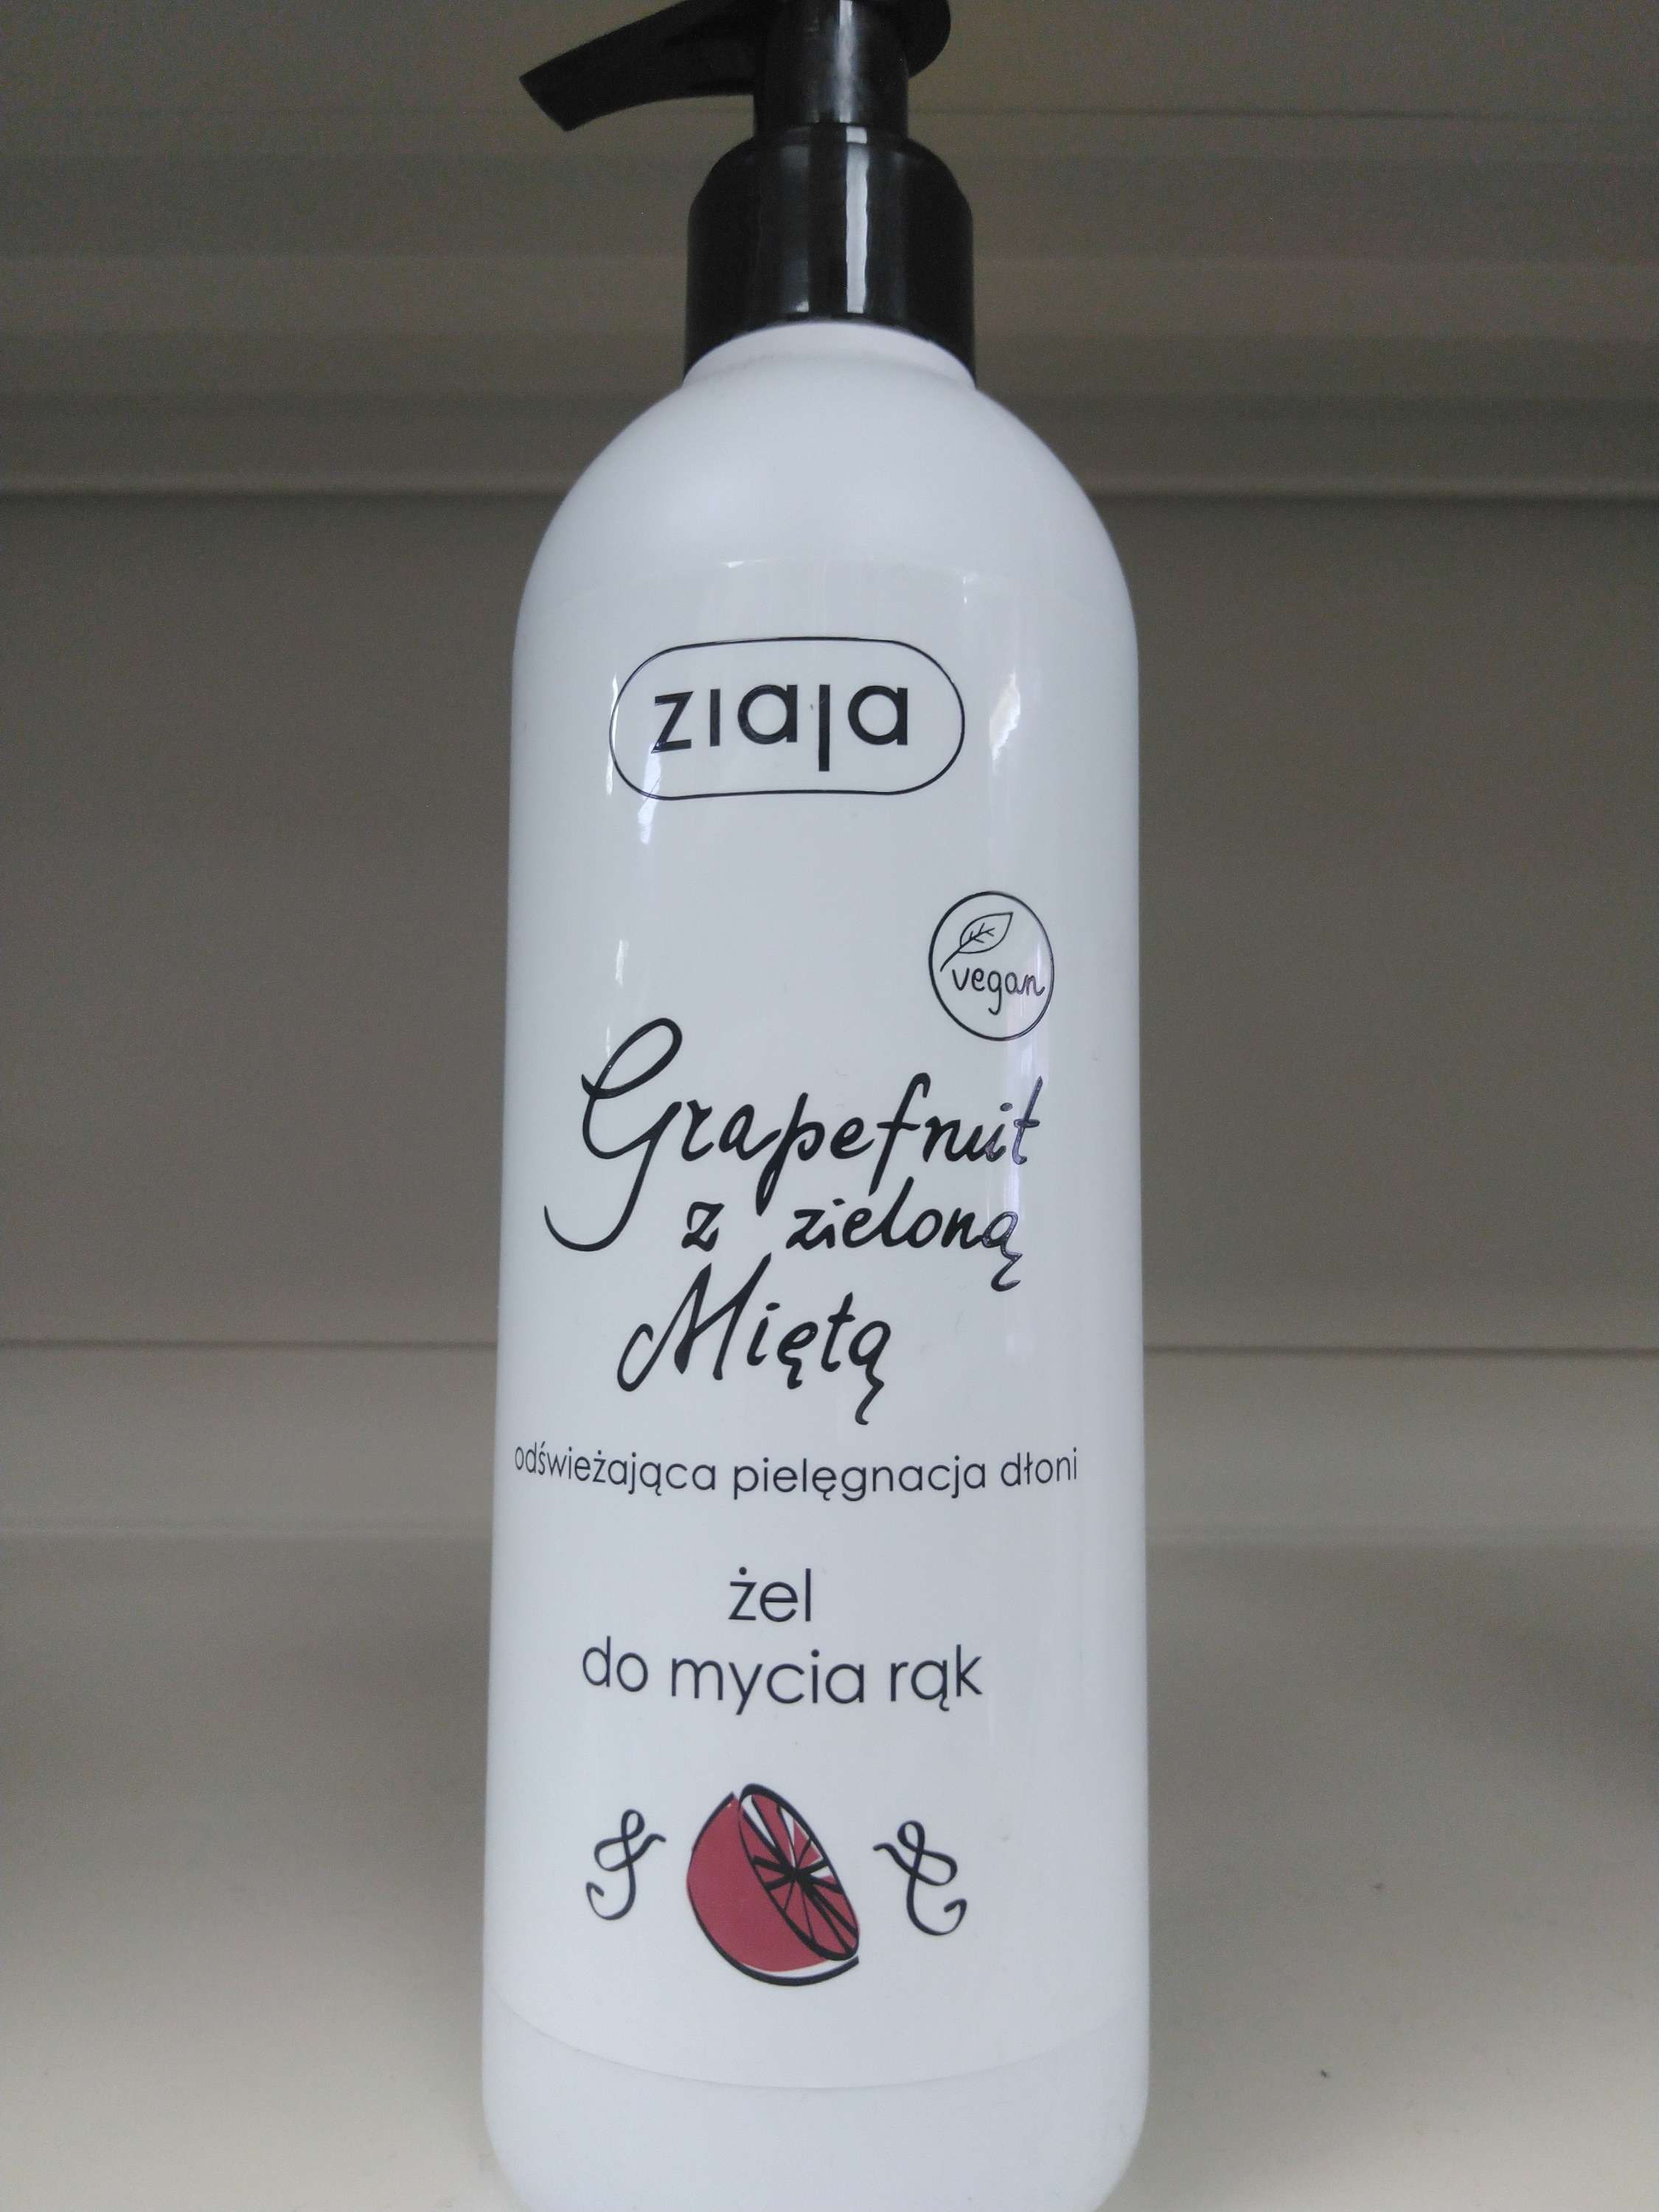 ziaja
vegan
Grapefruit
z zieloną
Miętą
odświeżająca pielęgnacja dłoni
żel
do mycia rąk